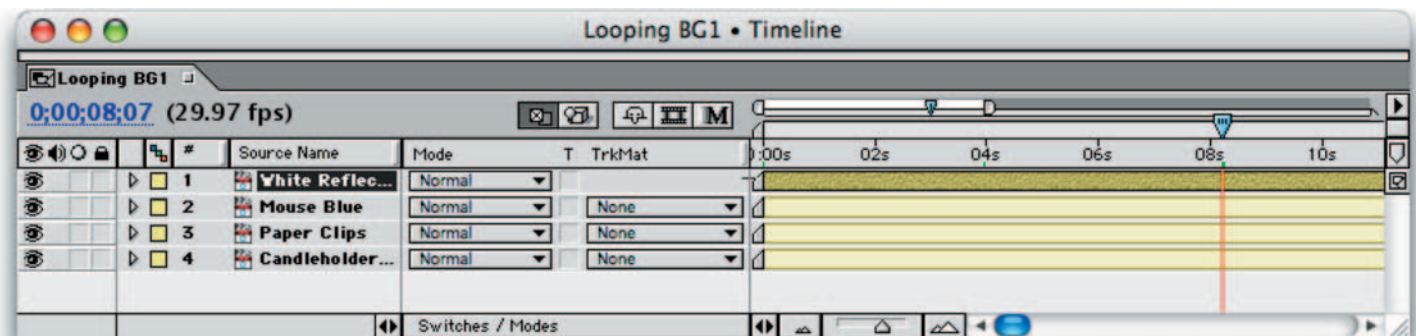 Looping BG1 • Timeline
Looping BG1
0;00;08;07 (29.97 fps)
M
# Source Name Mode T TrkMat :00s 02s 04s 06s 08s 10s
1 White Reflec... Normal
2 Mouse Blue Normal None
3 Paper Clips Normal None
4 Candleholder... Normal None
Switches / Modes